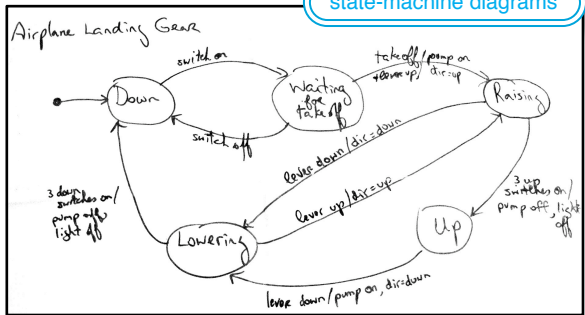 state-machine diagrams
Airplane Landing Gear
switch on
takeoff/pump on
+lever up/ dir=up
Down
Waiting
for
takeoff
Raising
switch off
lever down/dir=down
lever up/dir=up
3 down
switches on/
pump off,
light off
3 up
switches on/
pump off, light
off
Lowering
Up
lever down/pump on, dir=down